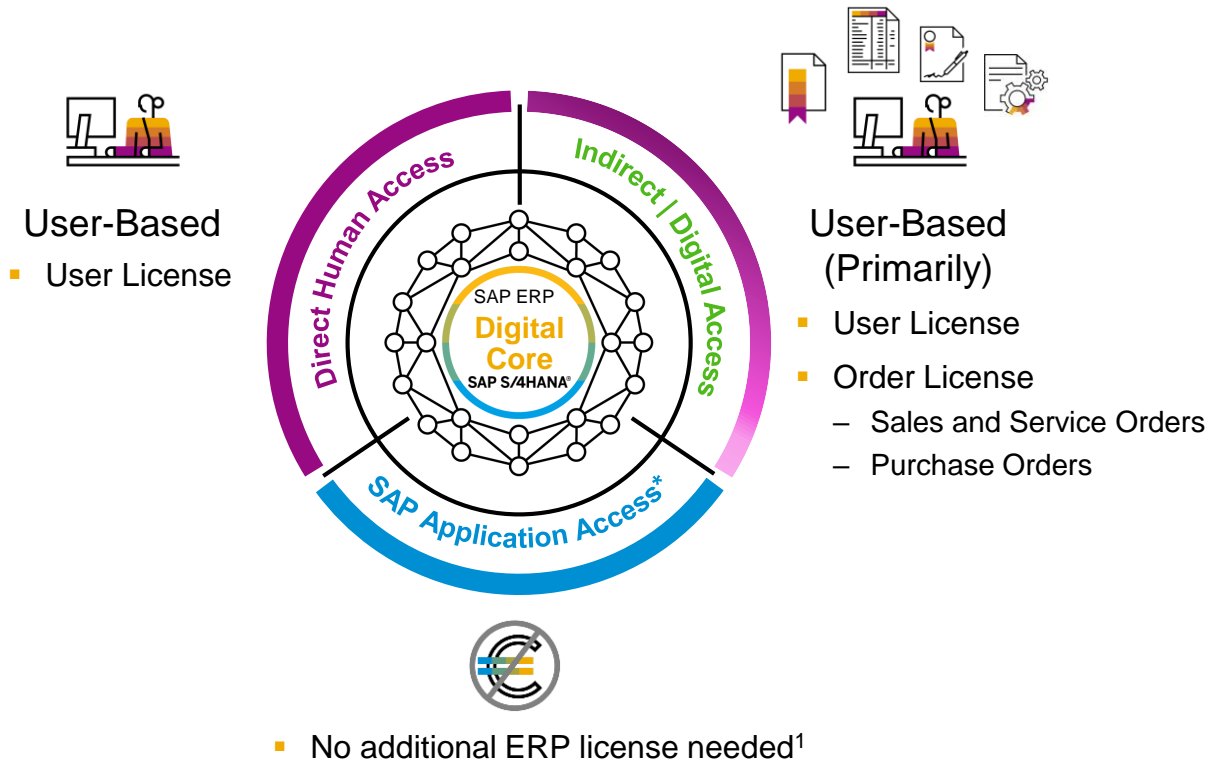 User-Based
▪ User License
Direct Human Access
Indirect | Digital Access
SAP Application Access*
SAP ERP
Digital
Core
SAP S/4HANA®
User-Based
(Primarily)
▪ User License
▪ Order License
– Sales and Service Orders
– Purchase Orders
▪ No additional ERP license needed¹